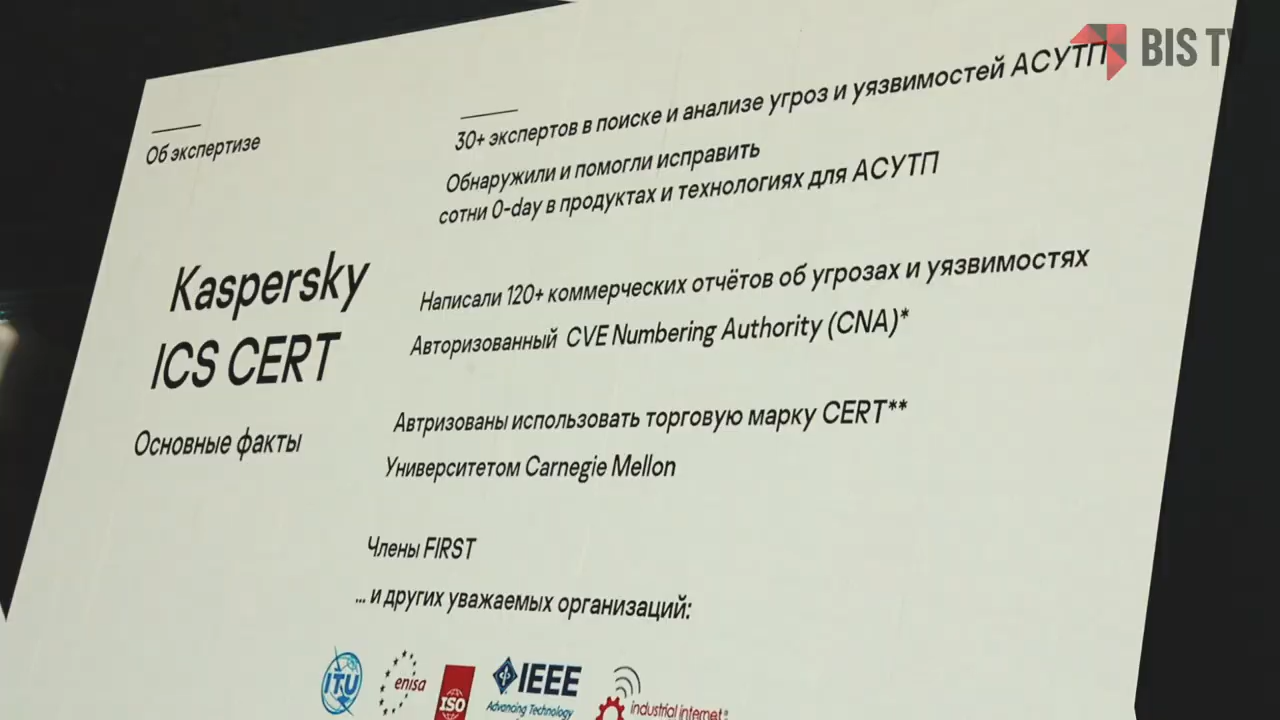 BIS TV
Об экспертизе
Kaspersky
ICS CERT
Основные факты
30+ экспертов в поиске и анализе угроз и уязвимостей АСУТП
Обнаружили и помогли исправить
сотни 0-day в продуктах и технологиях для АСУТП
Написали 120+ коммерческих отчётов об угрозах и уязвимостях
Авторизованный CVE Numbering Authority (CNA)*
Автризованы использовать торговую марку CERT**
Университетом Carnegie Mellon
Члены FIRST
... и других уважаемых организаций:
ITU
enisa
ISO
IEEE
Advancing Technology
industrial internet